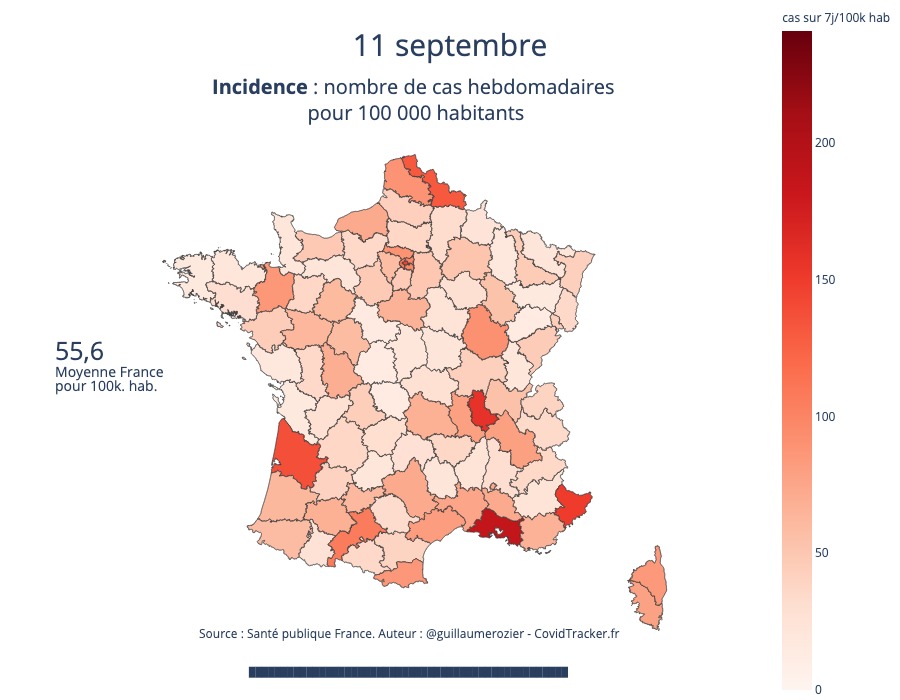 cas sur 7j/100k hab
11 septembre
Incidence : nombre de cas hebdomadaires
pour 100 000 habitants
200
150
100
50
0
55,6
Moyenne France
pour 100k. hab.
Source : Santé publique France. Auteur : @guillaumerozier - CovidTracker.fr